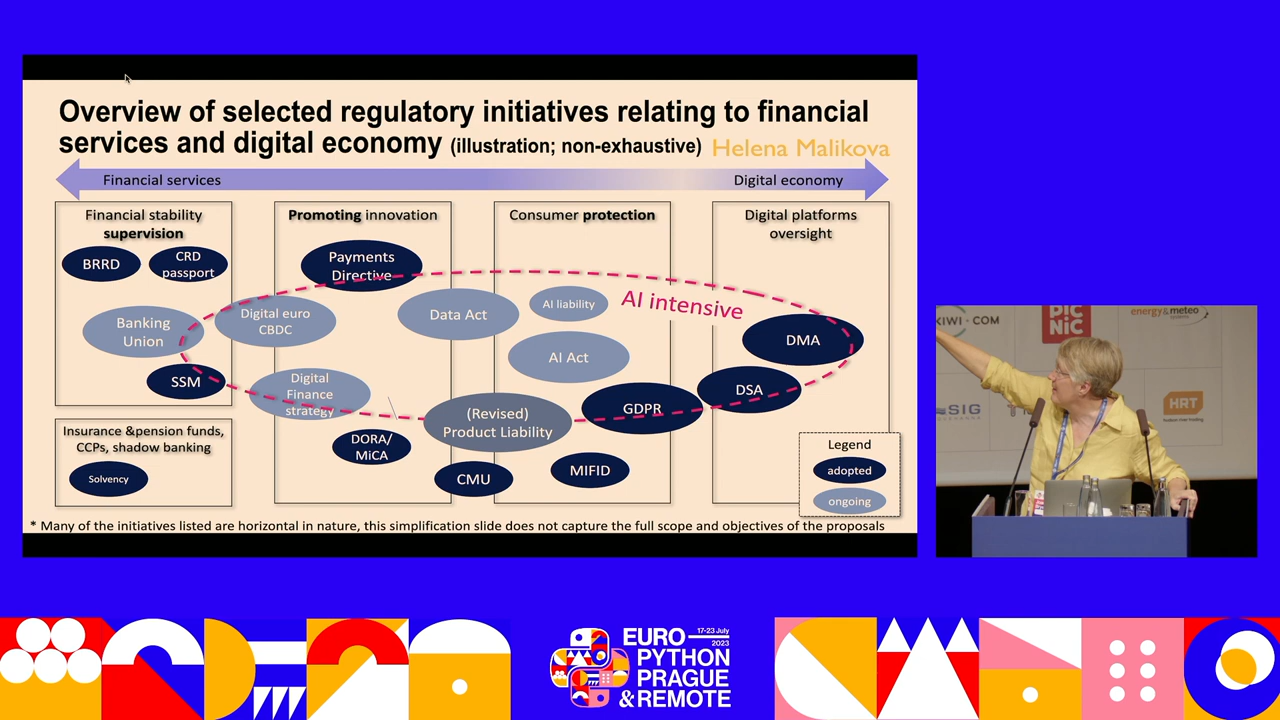 Overview of selected regulatory initiatives relating to financial
services and digital economy (illustration; non-exhaustive) Helena Malikova
Financial services
Digital economy
Financial stability
supervision
BRRD
CRD
passport
Banking
Union
SSM
Insurance &pension funds,
CCPs, shadow banking
Solvency
Promoting innovation
Payments
Directive
Digital euro
CBDC
Data Act
Digital
Finance
strategy
DORA/
MiCA
(Revised)
Product Liability
CMU
Consumer protection
AI liability
AI intensive
AI Act
GDPR
MIFID
Digital platforms
oversight
DMA
DSA
Legend
adopted
ongoing
* Many of the initiatives listed are horizontal in nature, this simplification slide does not capture the full scope and objectives of the proposals
KIWI.COM
PIC
NiC
energy&meteo
systems
SIG
HRT
EURO
17-23 July
2023
PYTHON
PRAGUE
&REMOTE